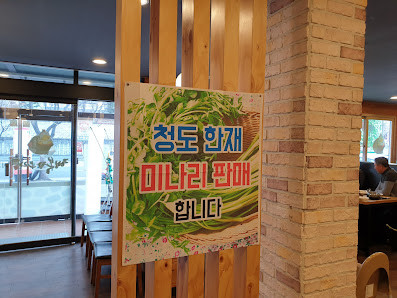 청도 한재
미나리 판매
합니다